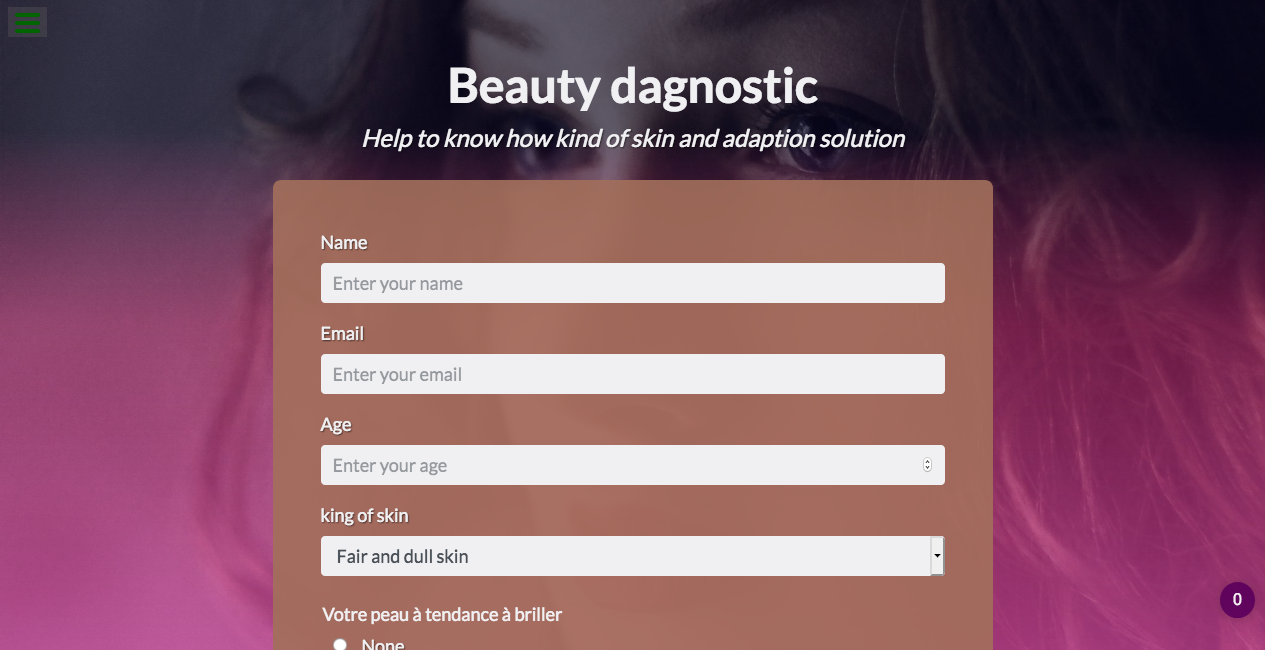 Beauty dagnostic
Help to know how kind of skin and adaption solution
Name
Enter your name
Email
Enter your email
Age
Enter your age
king of skin
Fair and dull skin
Votre peau à tendance à briller
None
0